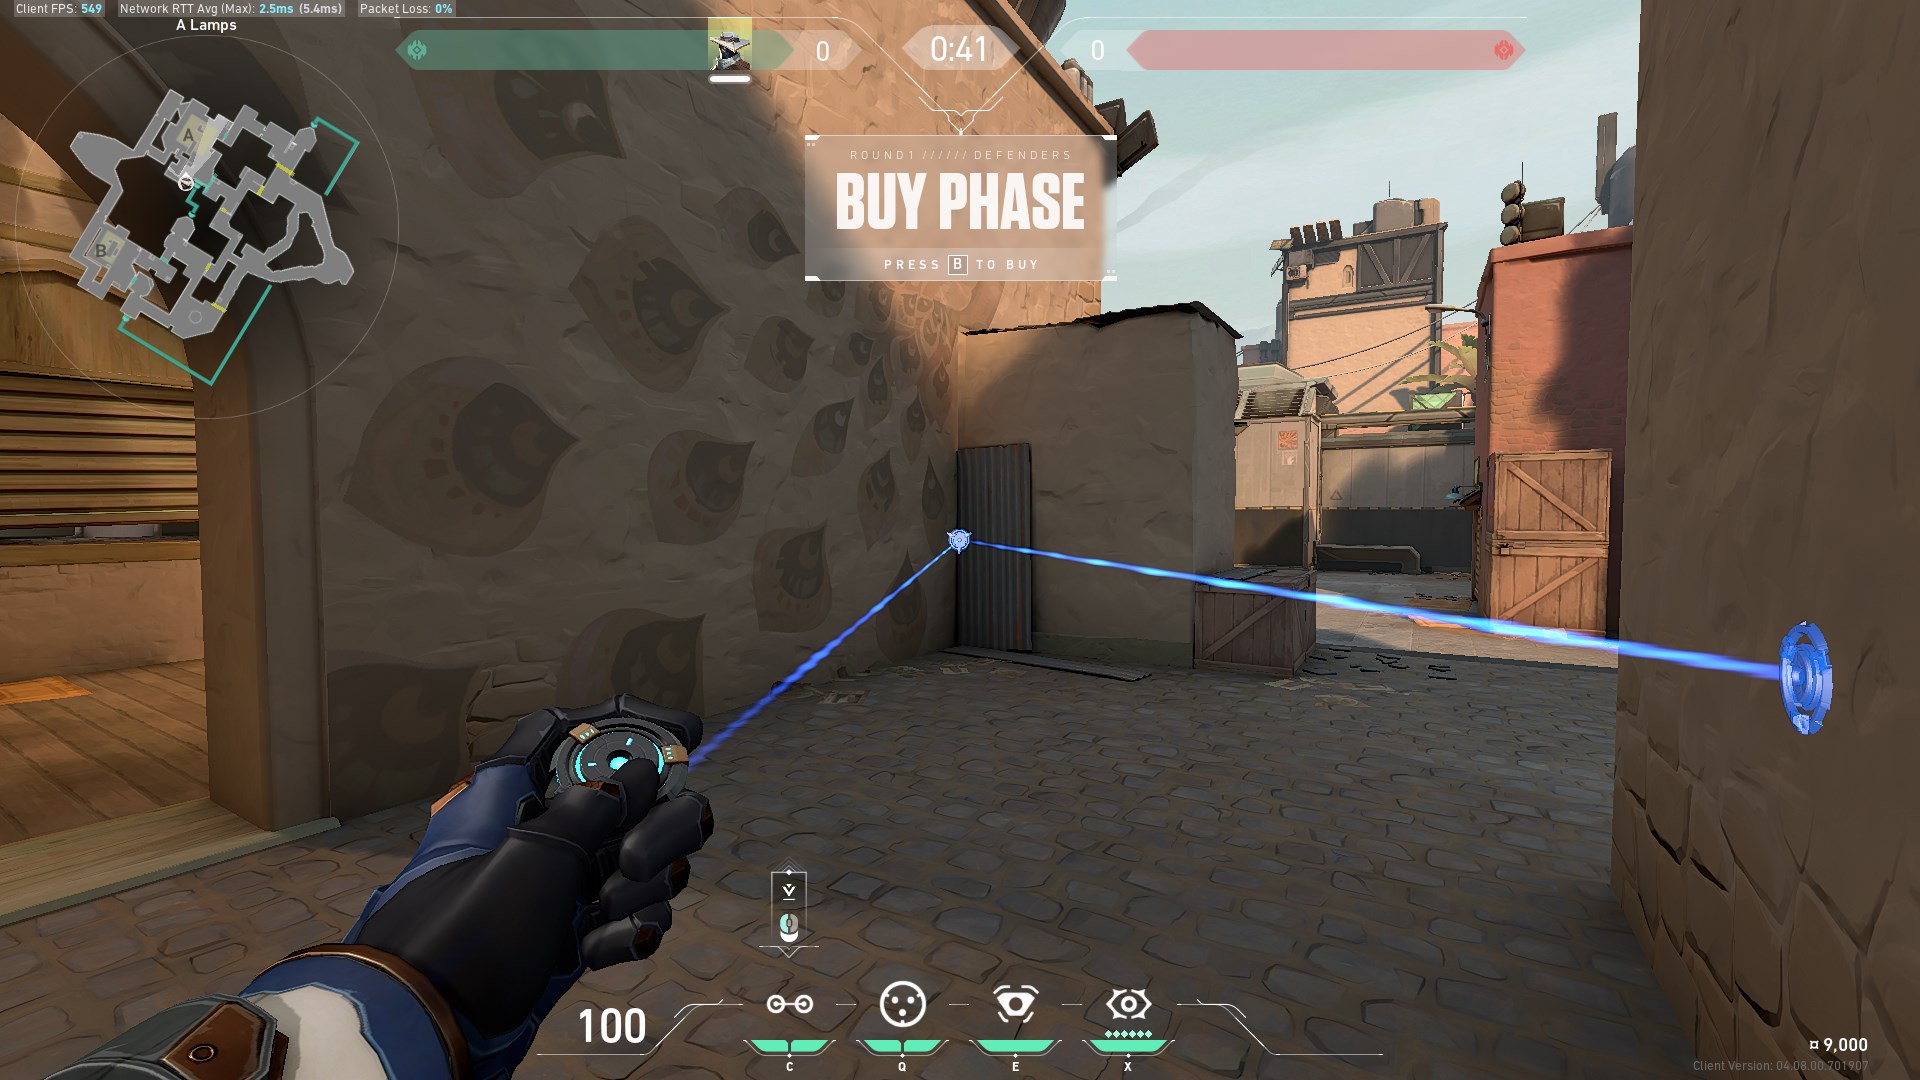 Client FPS: 549 Network RTT Avg (Max): 2.5ms (5.4ms) Packet Loss: 0%
A Lamps
0 0:41 0
A
B
ROUND 1 ////// DEFENDERS
BUY PHASE
PRESS B TO BUY
100
C Q E X
¤ 9,000
Client Version: 04.08.00.701907